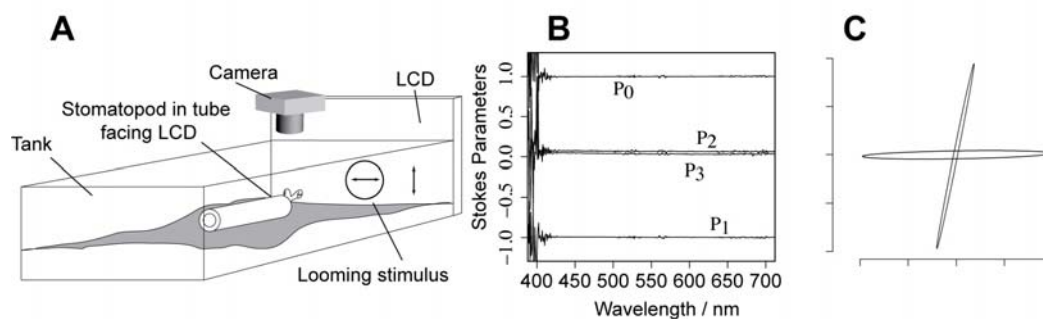 A
Camera
LCD
Stomatopod in tube
facing LCD
Tank
Looming stimulus
B
Stokes Parameters
1.0
0.5
0.0
-0.5
-1.0
P0
P2
P3
P1
400 450 500 550 600 650 700
Wavelength / nm
C